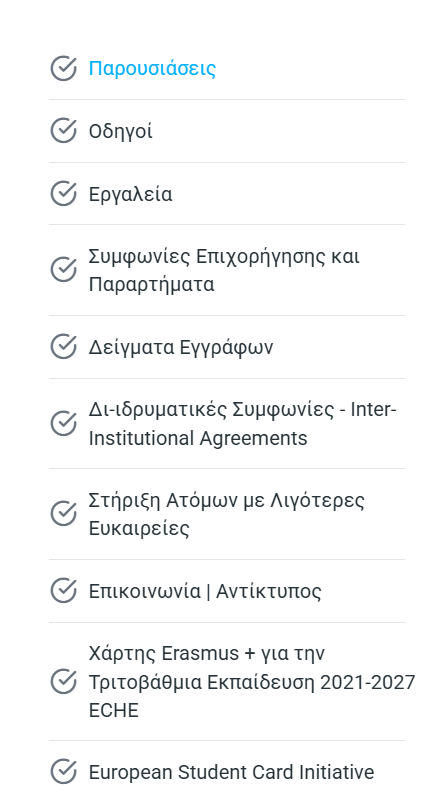 Παρουσιάσεις
Οδηγοί
Εργαλεία
Συμφωνίες Επιχορήγησης και
Παραρτήματα
Δείγματα Εγγράφων
Δι-ιδρυματικές Συμφωνίες - Inter-
Institutional Agreements
Στήριξη Ατόμων με Λιγότερες
Ευκαιρείες
Επικοινωνία | Αντίκτυπος
Χάρτης Erasmus + για την
Τριτοβάθμια Εκπαίδευση 2021-2027
ECHE
European Student Card Initiative